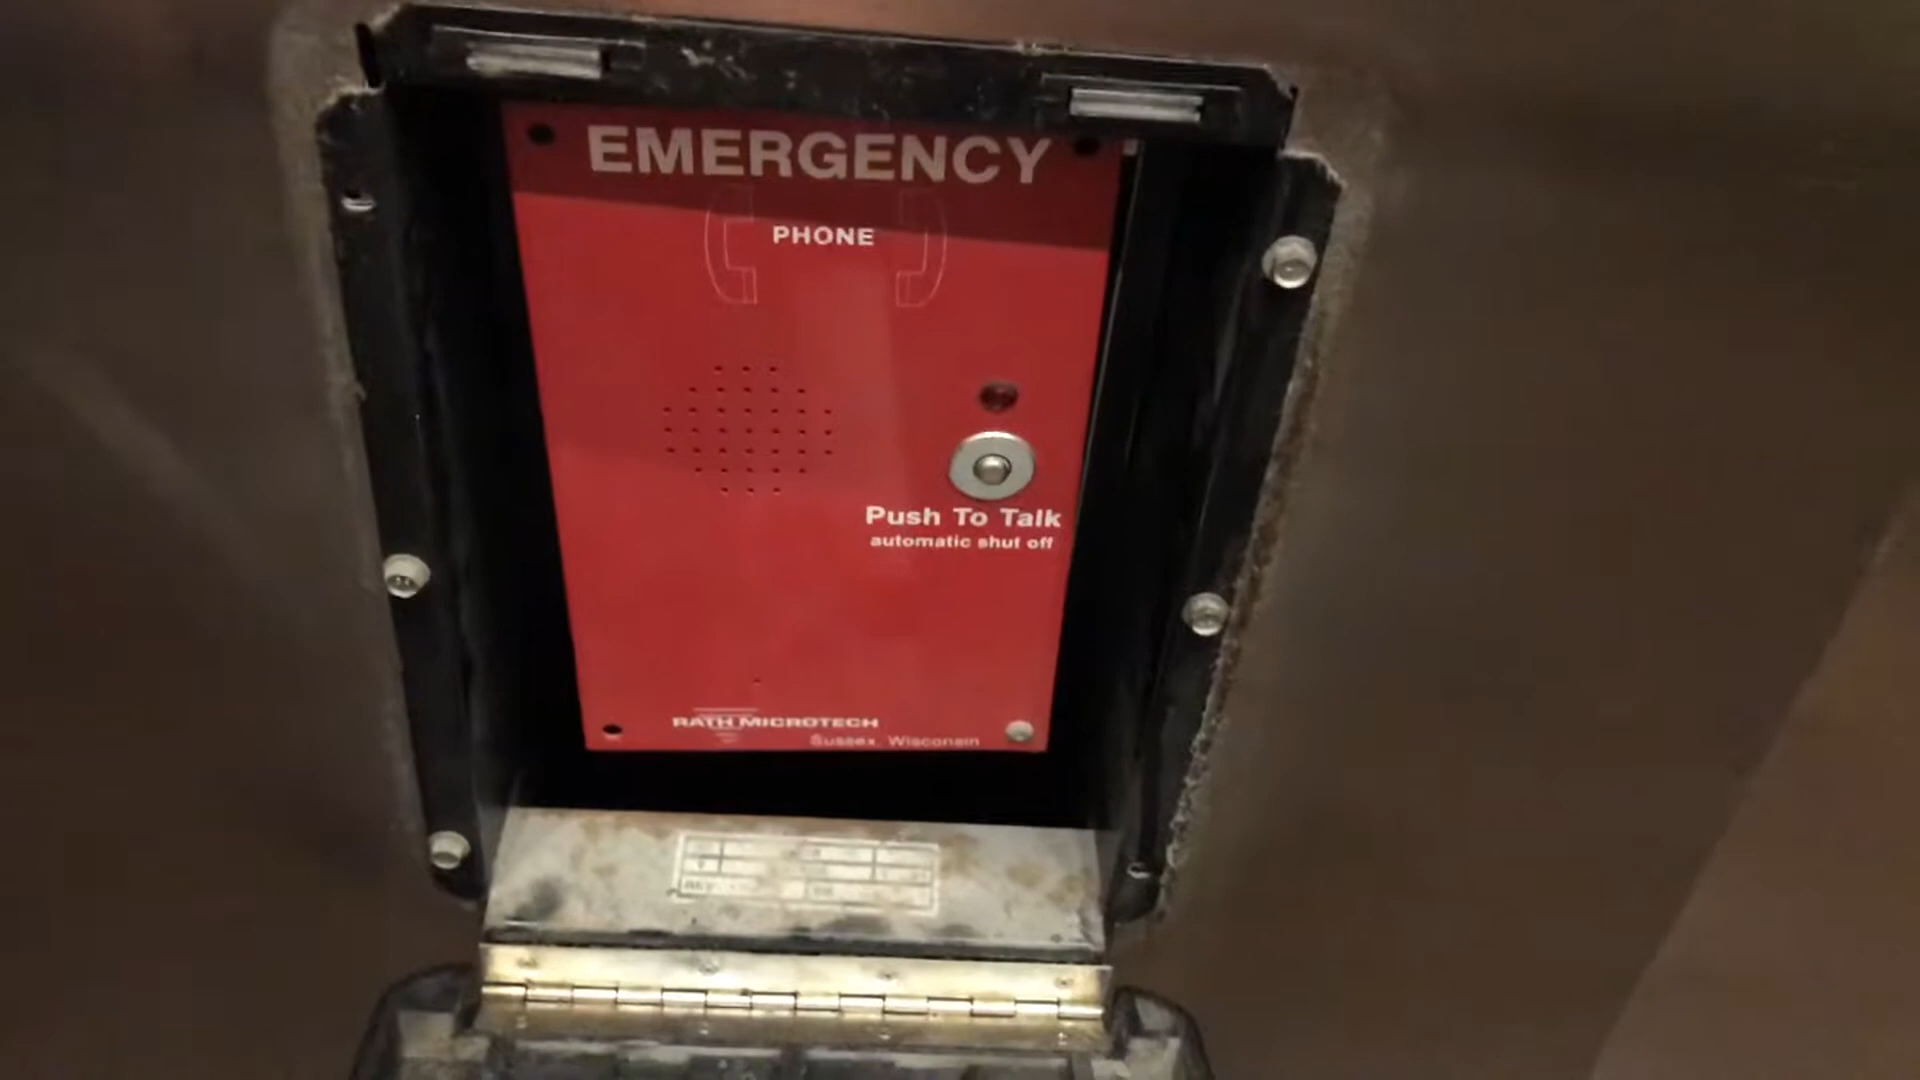 EMERGENCY
PHONE
Push To Talk
automatic shut off
RATH MICROTECH
Sussex, Wisconsin